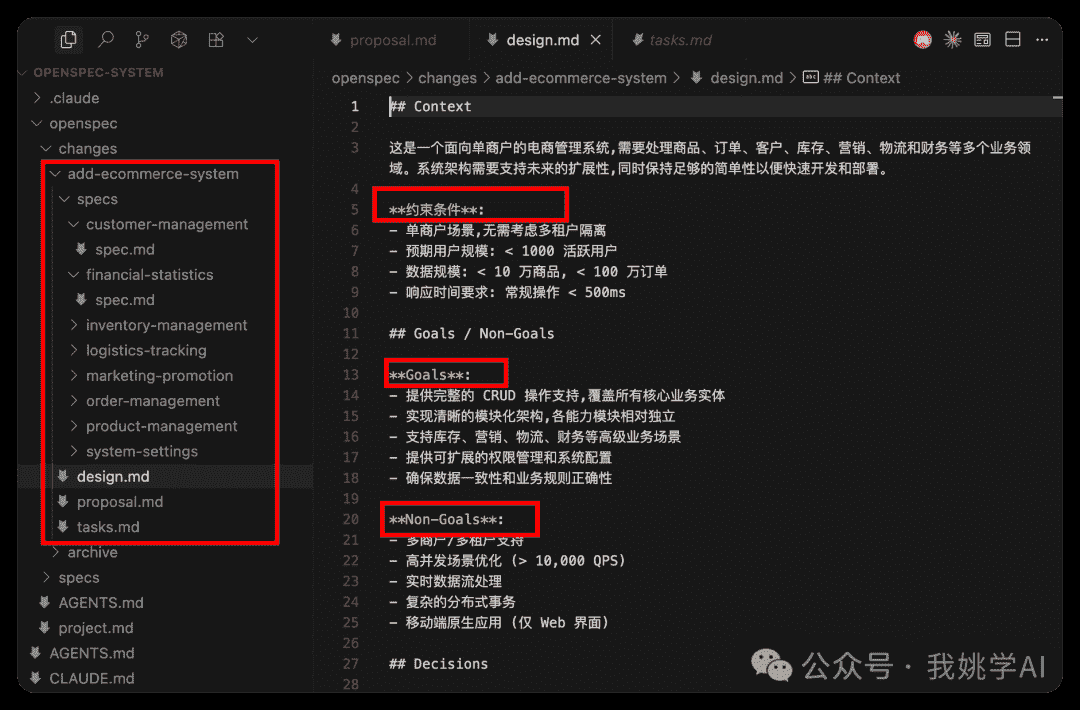 proposal.md
design.md
tasks.md
OPENSPEC-SYSTEM
.claude
openspec
changes
add-ecommerce-system
specs
customer-management
spec.md
financial-statistics
spec.md
inventory-management
logistics-tracking
marketing-promotion
order-management
product-management
system-settings
design.md
proposal.md
tasks.md
archive
specs
AGENTS.md
project.md
AGENTS.md
CLAUDE.md
openspec > changes > add-ecommerce-system > design.md > abc ## Context
1 ## Context
2
3 这是一个面向单商户的电商管理系统,需要处理商品、订单、客户、库存、营销、物流和财务等多个业务领
域。系统架构需要支持未来的扩展性,同时保持足够的简单性以便快速开发和部署。
4
5 **约束条件**:
6 - 单商户场景,无需考虑多租户隔离
7 - 预期用户规模: < 1000 活跃用户
8 - 数据规模: < 10 万商品, < 100 万订单
9 - 响应时间要求: 常规操作 < 500ms
10
11 ## Goals / Non-Goals
12
13 **Goals**:
14 - 提供完整的 CRUD 操作支持,覆盖所有核心业务实体
15 - 实现清晰的模块化架构,各能力模块相对独立
16 - 支持库存、营销、物流、财务等高级业务场景
17 - 提供可扩展的权限管理和系统配置
18 - 确保数据一致性和业务规则正确性
19
20 **Non-Goals**:
21 - 多商户/多租户支持
22 - 高并发场景优化 (> 10,000 QPS)
23 - 实时数据流处理
24 - 复杂的分布式事务
25 - 移动端原生应用 (仅 Web 界面)
26
27 ## Decisions
28
公众号 · 我姚学AI